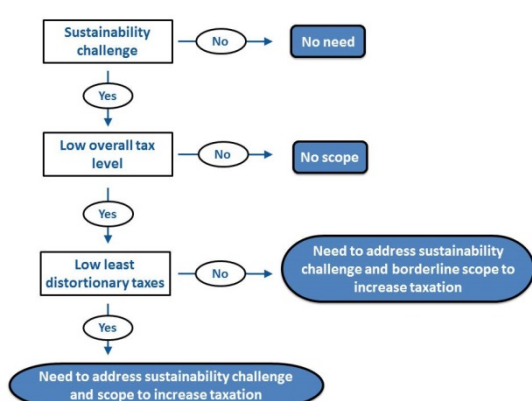 Sustainability
challenge
No
No need
Yes
Low overall tax
level
No
No scope
Yes
Low least
distortionary taxes
No
Need to address sustainability
challenge and borderline scope to
increase taxation
Yes
Need to address sustainability challenge
and scope to increase taxation